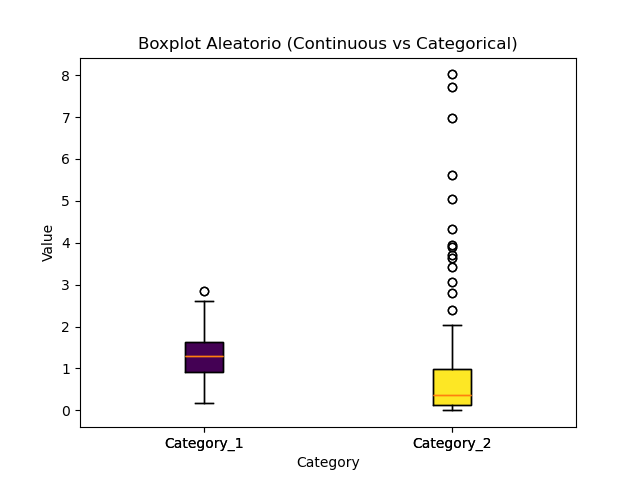 Boxplot Aleatorio (Continuous vs Categorical)
8
7
6
5
4
3
2
1
0
Value
Category_1
Category_2
Category